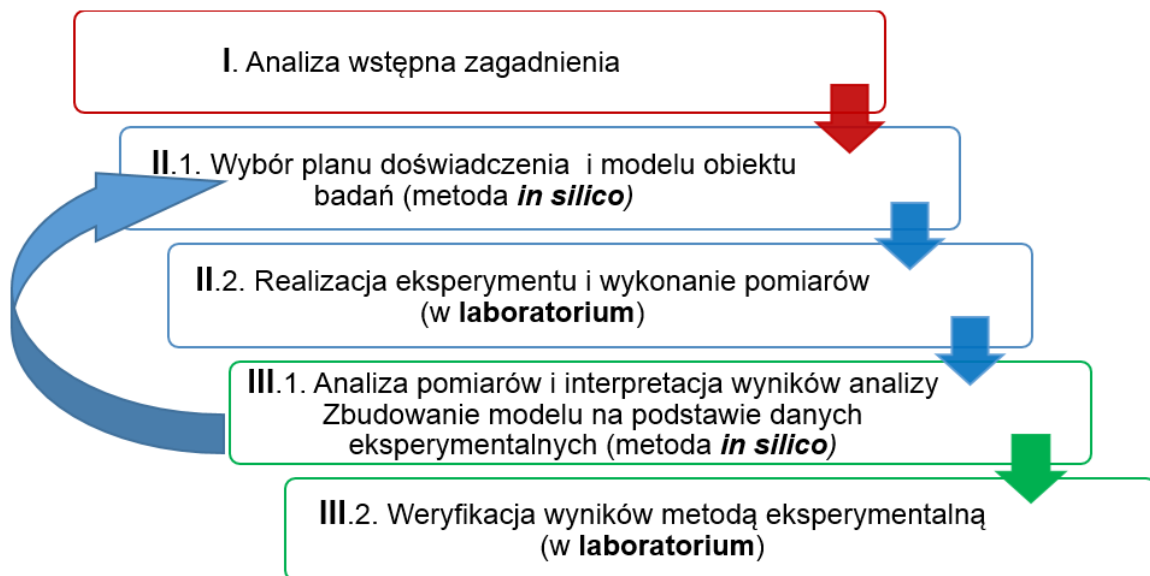 I. Analiza wstępna zagadnienia
II.1. Wybór planu doświadczenia i modelu obiektu
badań (metoda in silico)
II.2. Realizacja eksperymentu i wykonanie pomiarów
(w laboratorium)
III.1. Analiza pomiarów i interpretacja wyników analizy
Zbudowanie modelu na podstawie danych
eksperymentalnych (metoda in silico)
III.2. Weryfikacja wyników metodą eksperymentalną
(w laboratorium)